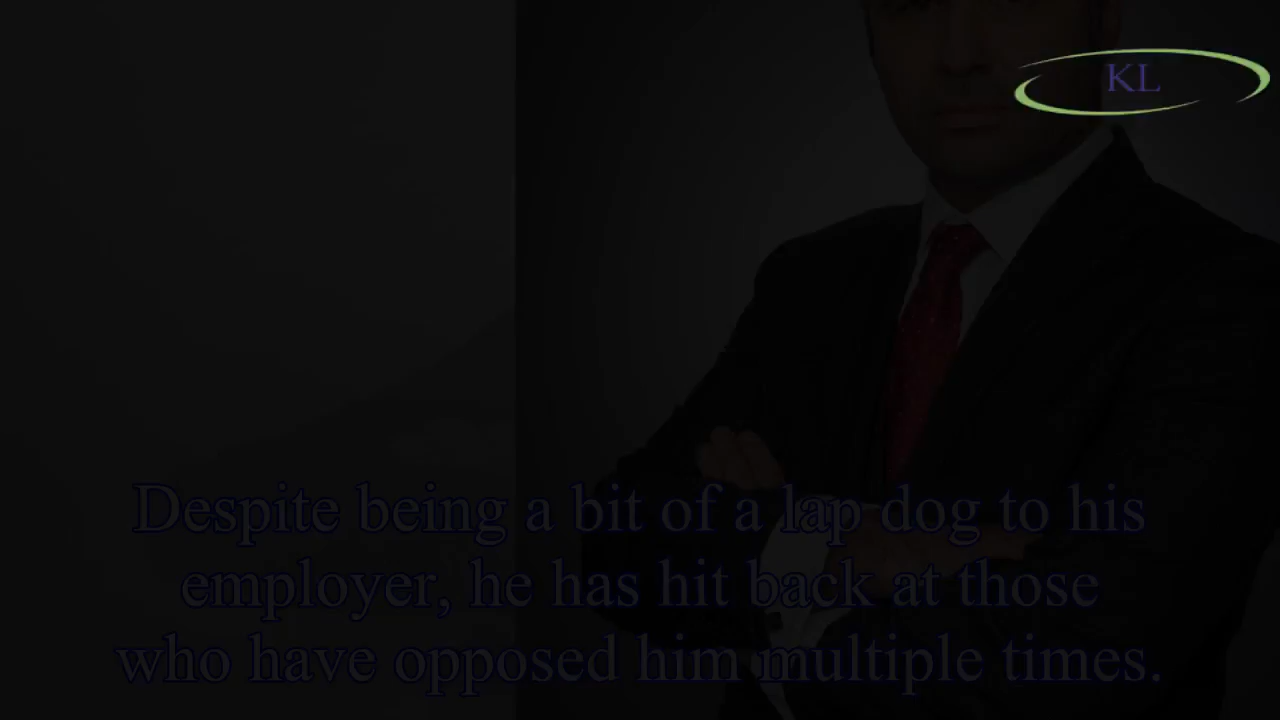 KL
Despite being a bit of a lap dog to his
employer, he has hit back at those
who have opposed him multiple times.